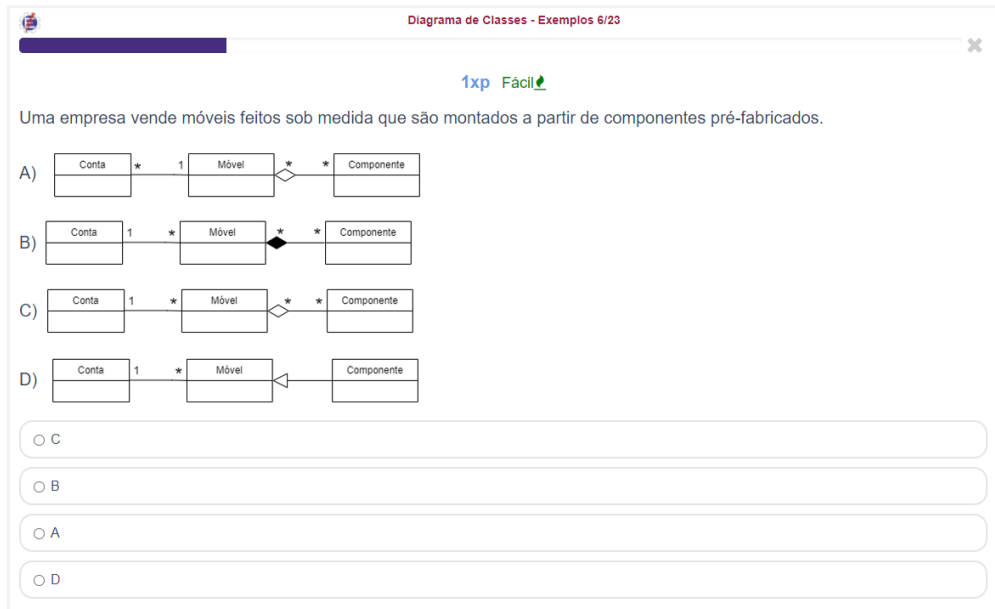 Diagrama de Classes - Exemplos 6/23
1xp Fácil
Uma empresa vende móveis feitos sob medida que são montados a partir de componentes pré-fabricados.
A) Conta * 1 Móvel * * Componente
B) Conta 1 * Móvel * * Componente
C) Conta 1 * Móvel * * Componente
D) Conta 1 * Móvel Componente
C
B
A
D